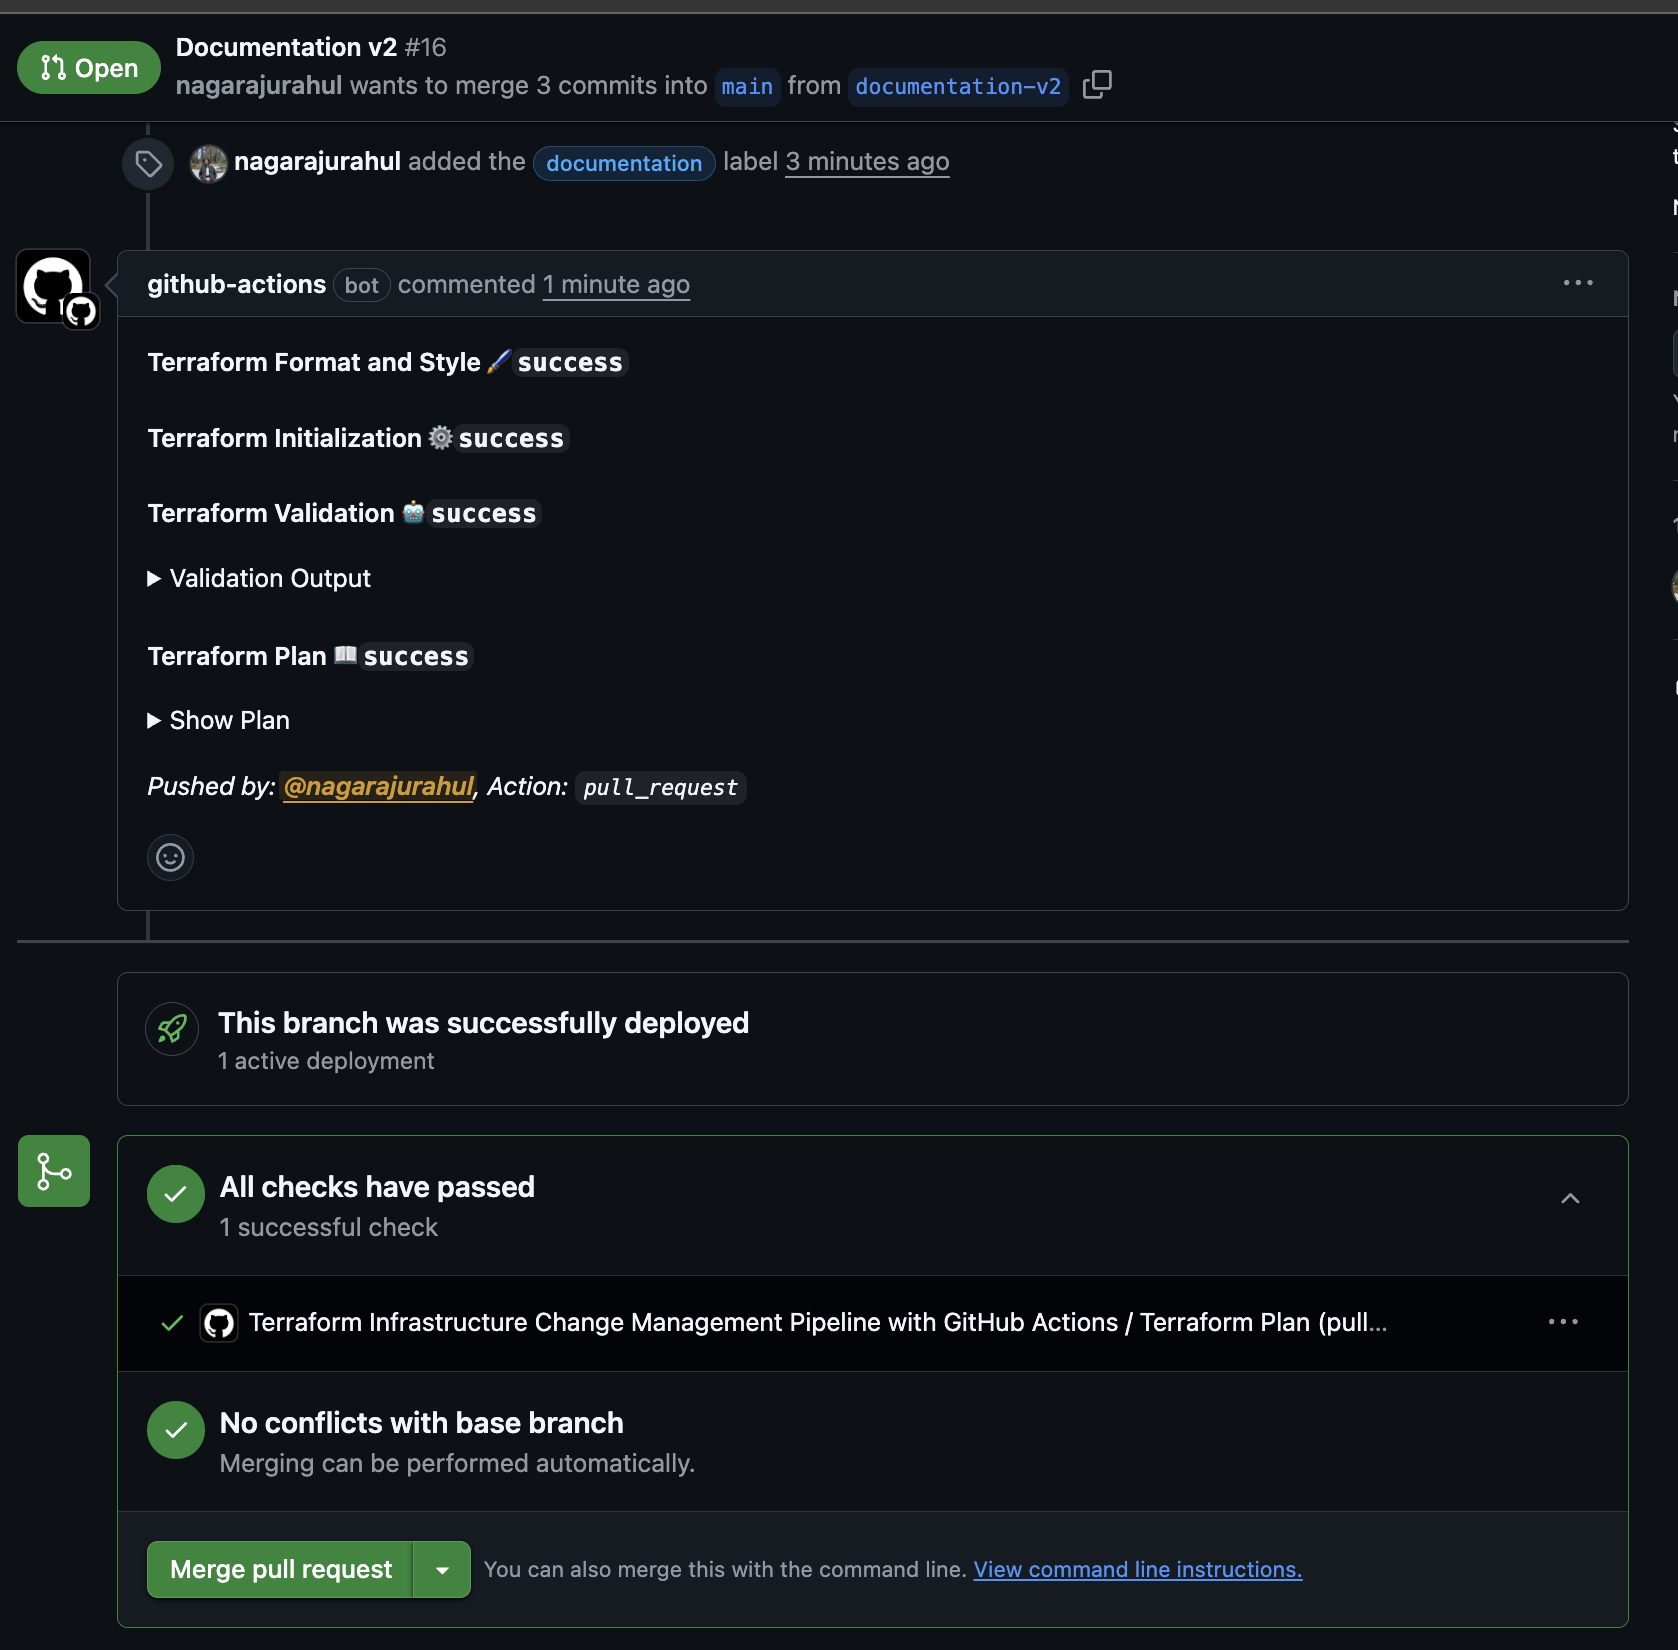 Open
Documentation v2 #16
nagarajurahul wants to merge 3 commits into main from documentation-v2
nagarajurahul added the documentation label 3 minutes ago
github-actions bot commented 1 minute ago
Terraform Format and Style 🖌success
Terraform Initialization ⚙️success
Terraform Validation 🤖success
▶ Validation Output
Terraform Plan 📖success
▶ Show Plan
Pushed by: @nagarajurahul, Action: pull_request
This branch was successfully deployed
1 active deployment
All checks have passed
1 successful check
Terraform Infrastructure Change Management Pipeline with GitHub Actions / Terraform Plan (pull...
No conflicts with base branch
Merging can be performed automatically.
Merge pull request
You can also merge this with the command line. View command line instructions.